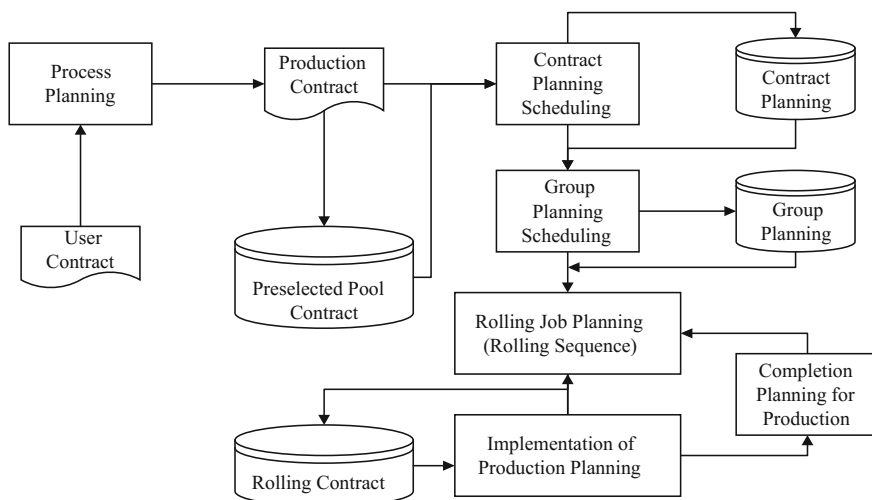 Process
Planning
Production
Contract
Contract
Planning
Scheduling
Contract
Planning
User
Contract
Preselected Pool
Contract
Group
Planning
Scheduling
Group
Planning
Rolling Job Planning
(Rolling Sequence)
Completion
Planning for
Production
Rolling Contract
Implementation of
Production Planning